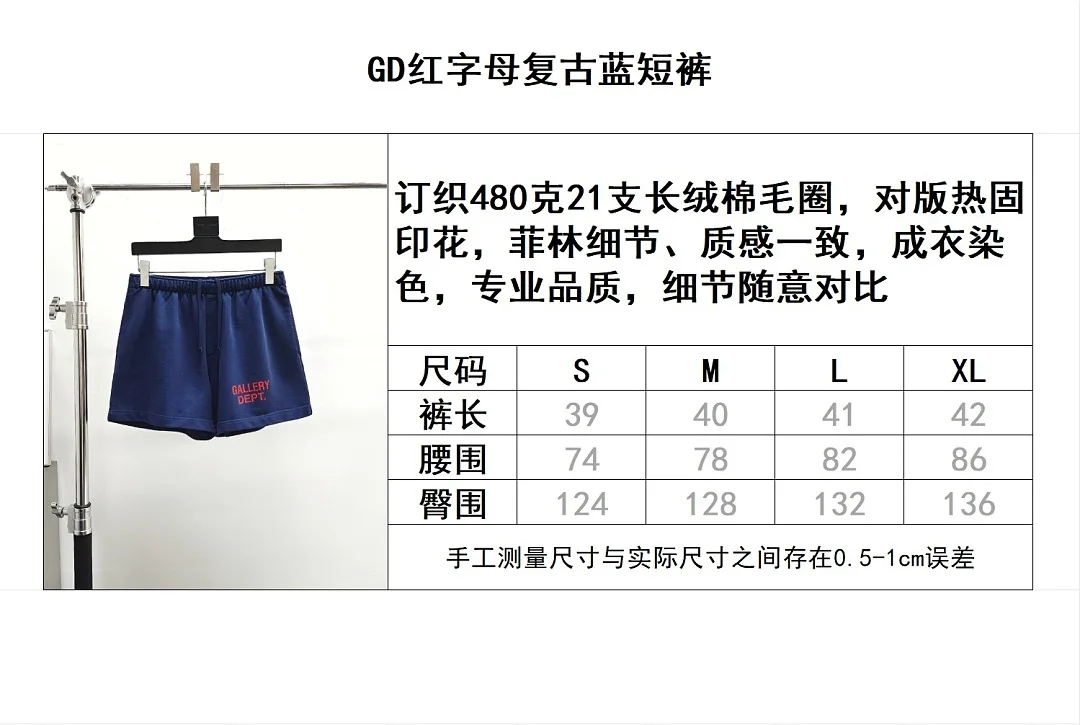 GD红字母复古蓝短裤
订织480克21支长绒棉毛圈，对版热固
印花，菲林细节、质感一致，成衣染
色，专业品质，细节随意对比
GALLERY
DEPT.
尺码 S M L XL
裤长 39 40 41 42
腰围 74 78 82 86
臀围 124 128 132 136
手工测量尺寸与实际尺寸之间存在0.5-1cm误差